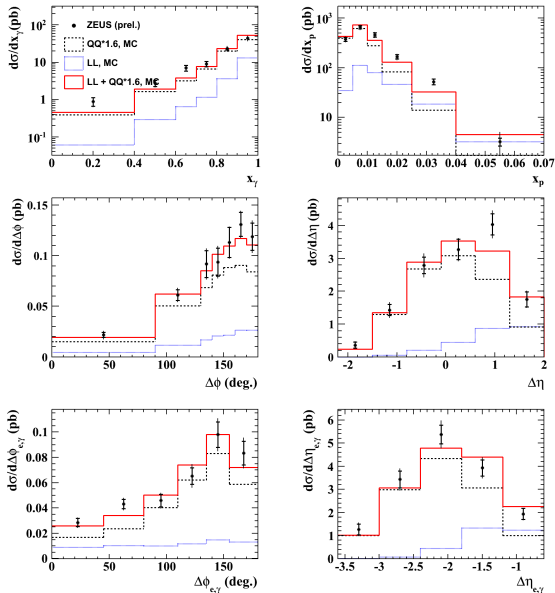 dσ/dx_γ (pb)
ZEUS (prel.)
QQ*1.6, MC
LL, MC
LL + QQ*1.6, MC
10²
10
1
10⁻¹
0 0.2 0.4 0.6 0.8 1
x_γ
dσ/dx_p (pb)
10³
10²
10
0 0.01 0.02 0.03 0.04 0.05 0.06 0.07
x_p
dσ/dΔϕ (pb)
0.15
0.1
0.05
0
0 50 100 150
Δϕ (deg.)
dσ/dΔη (pb)
4
3
2
1
0
-2 -1 0 1 2
Δη
dσ/dΔϕ_e,γ (pb)
0.1
0.08
0.06
0.04
0.02
0
0 50 100 150
Δϕ_e,γ (deg.)
dσ/dΔη_e,γ (pb)
6
5
4
3
2
1
0
-3.5 -3 -2.5 -2 -1.5 -1
Δη_e,γ